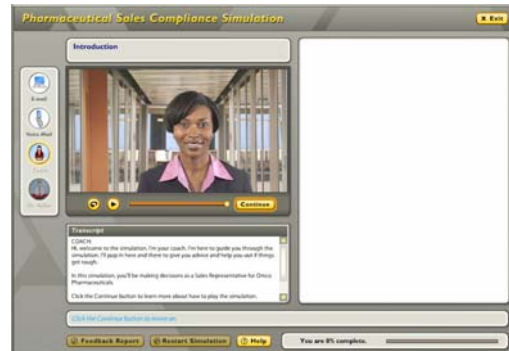 Pharmaceutical Sales Compliance Simulation
X Exit
Introduction
E-mail
Voice-Mail
Coach
Continue
Transcript
COACH
Hi, welcome to the simulation. I'm your coach. I'm here to guide you through the
simulation. I'll pop in here and there to give you advice and help you out if things
get rough.
In this simulation, you'll be making decisions as a Sales Representative for Omco
Pharmaceuticals.
Click the Continue button to learn more about how to play the simulation.
Click the Continue button to move on.
Feedback Report
Restart Simulation
Help
You are 0% complete.